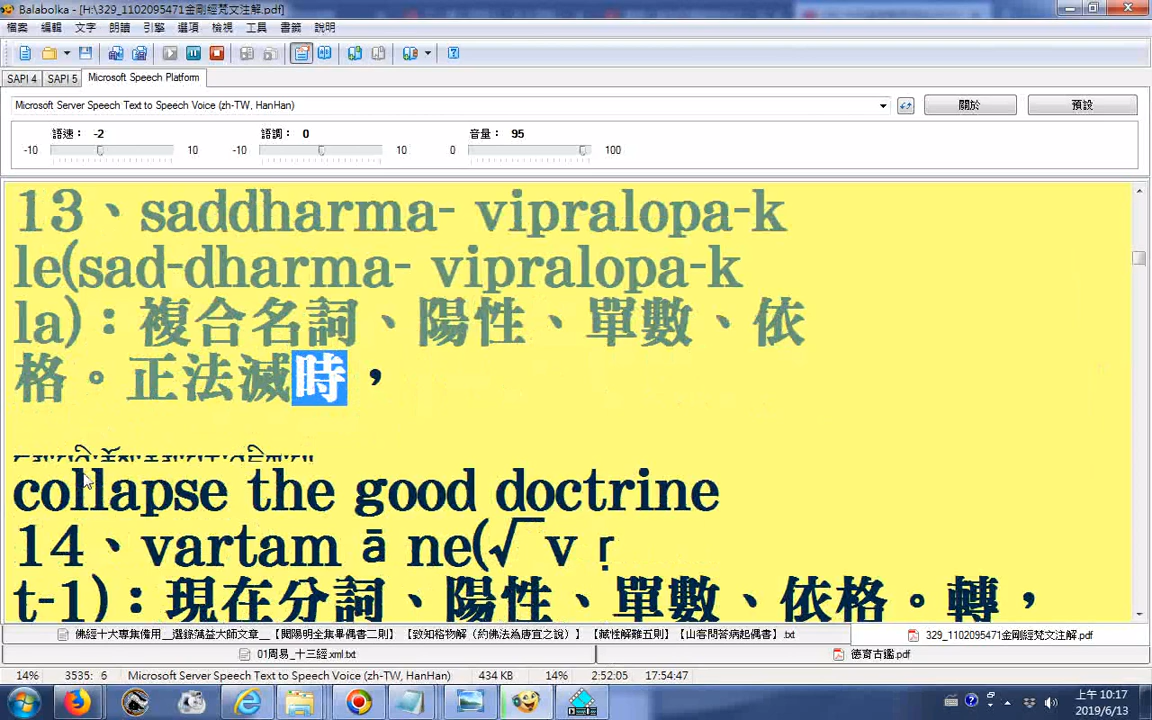 Balabolka - [H:\329_1102095471金剛經梵文注解.pdf]
檔案 編輯 文字 朗讀 引擎 選項 檢視 工具 書籤 說明
SAPI 4 SAPI 5 Microsoft Speech Platform
Microsoft Server Speech Text to Speech Voice (zh-TW, HanHan) 關於 預設
語速： -2 語調： 0 音量： 95
-10 10 -10 10 0 100
13、saddharma- vipralopa-k
le(sad-dharma- vipralopa-k
la)：複合名詞、陽性、單數、依
格。正法滅時，
collapse the good doctrine
14、vartam ā ne(√v ṛ
t-1)：現在分詞、陽性、單數、依格。轉，
佛經十大專集備用__選錄蕅益大師文章__【閱陽明全集畢偶書二則】【致知格物解（約佛法為唐宜之說）】【藏性解難五則】【山客問答病起偶書】.txt 329_1102095471金剛經梵文注解.pdf
01周易_十三經.xml.txt 德育古鑑.pdf
14% 3535: 6 Microsoft Server Speech Text to Speech Voice (zh-TW, HanHan) 434 KB 14% 2:52:05 17:54:47
上午 10:17
2019/6/13